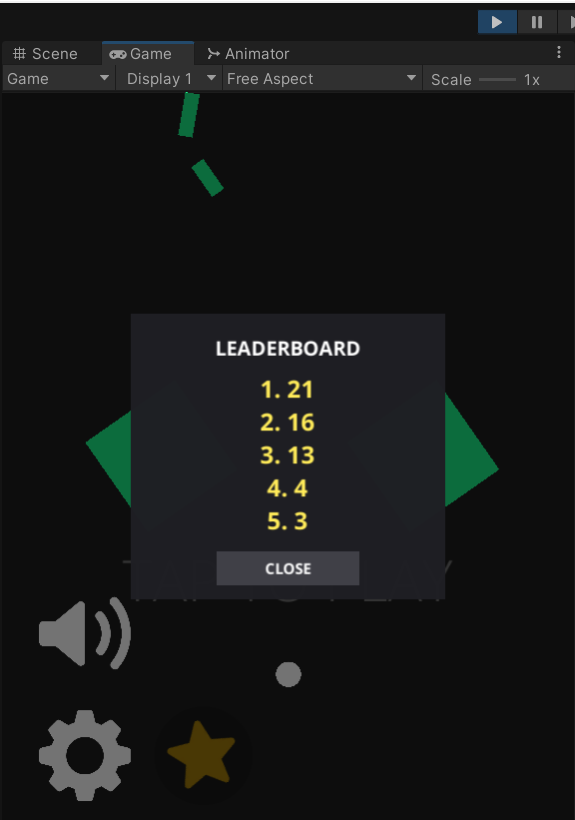 Scene Game Animator
Game Display 1 Free Aspect Scale 1x
LEADERBOARD
1. 21
2. 16
3. 13
4. 4
5. 3
CLOSE